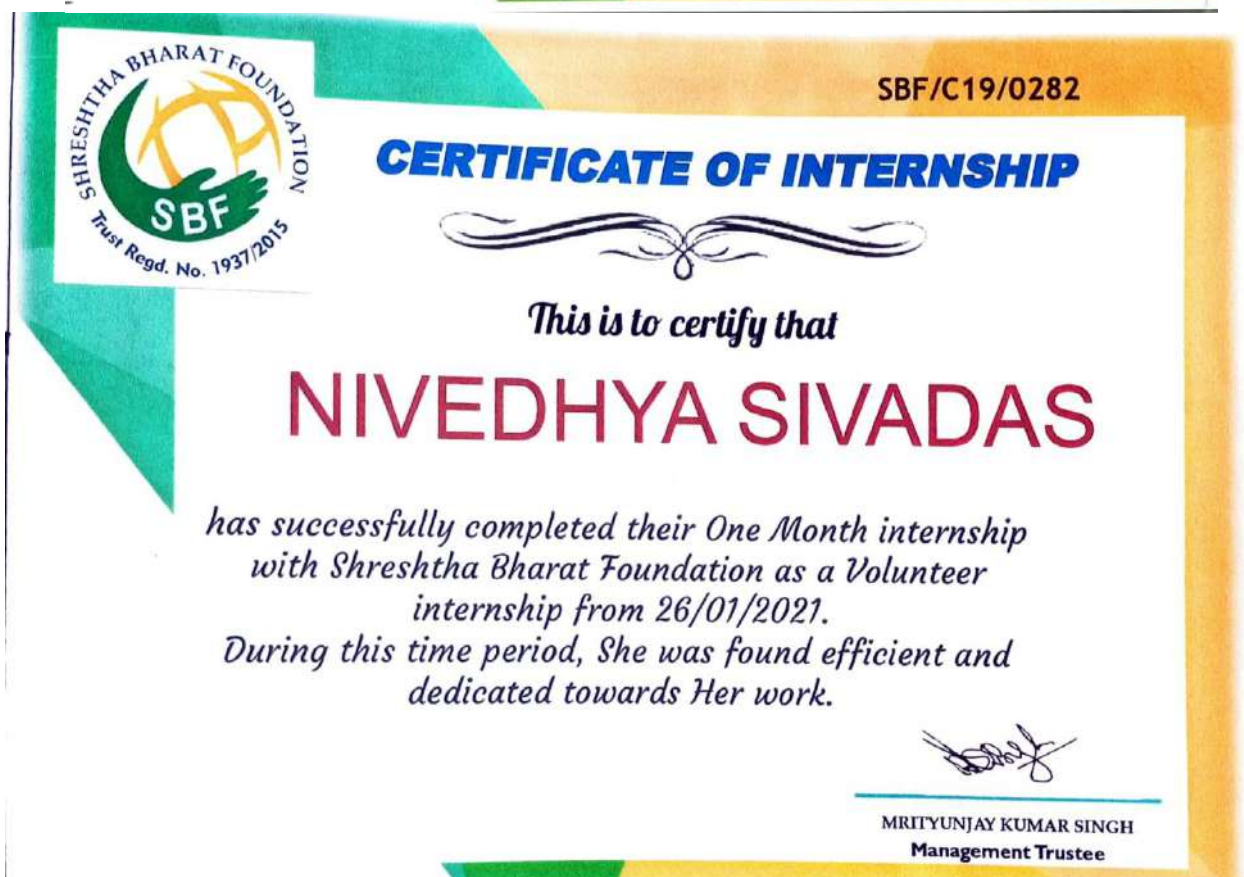 SHRESHTHA BHARAT FOUNDATION
SBF
Trust Regd. No. 1937/2015
SBF/C19/0282
CERTIFICATE OF INTERNSHIP
This is to certify that
NIVEDHYA SIVADAS
has successfully completed their One Month internship
with Shreshtha Bharat Foundation as a Volunteer
internship from 26/01/2021.
During this time period, She was found efficient and
dedicated towards Her work.
MRITYUNJAY KUMAR SINGH
Management Trustee